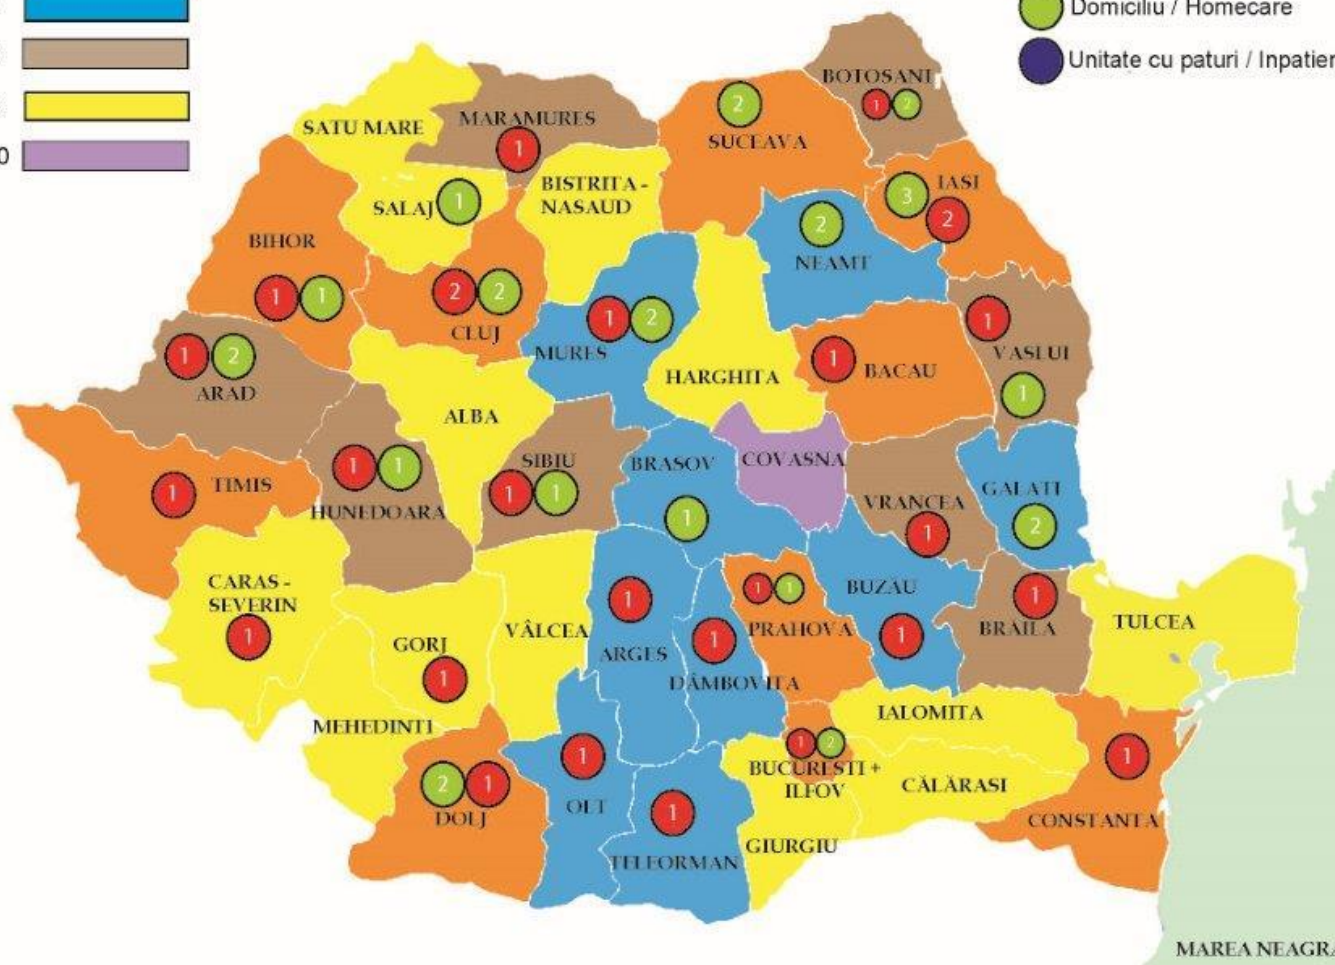 Domiciliu / Homecare
Unitate cu paturi / Inpatien
0
BOTOSANI
1 2
2
SUCEAVA
SATU MARE
MARAMURES
1
BISTRITA -
NASAUD
SALAJ 1
IASI
3
2
2
NEAMT
BIHOR
1 1
2 2
CLUJ
1 2
MURES
HARGHITA
1 BACAU
1
VASLUI
1
1 2
ARAD
ALBA
1 TIMIS
1 1
HUNEDOARA
SIBIU
1 1
BRASOV
1
COVASNA
VRANCEA
1
GALATI
2
CARAS -
SEVERIN
1
GORJ
1
VÂLCEA
1
ARGES
1
DÂMBOVITA
1 1
PRAHOVA
BUZĂU
1
1
BRAILA
TULCEA
MEHEDINTI
2 1
DOLJ
1
OLT
1
TELEORMAN
1 2
BUCURESTI +
ILFOV
GIURGIU
IALOMITA
CĂLĂRASI
1
CONSTANTA
MAREA NEAGRA